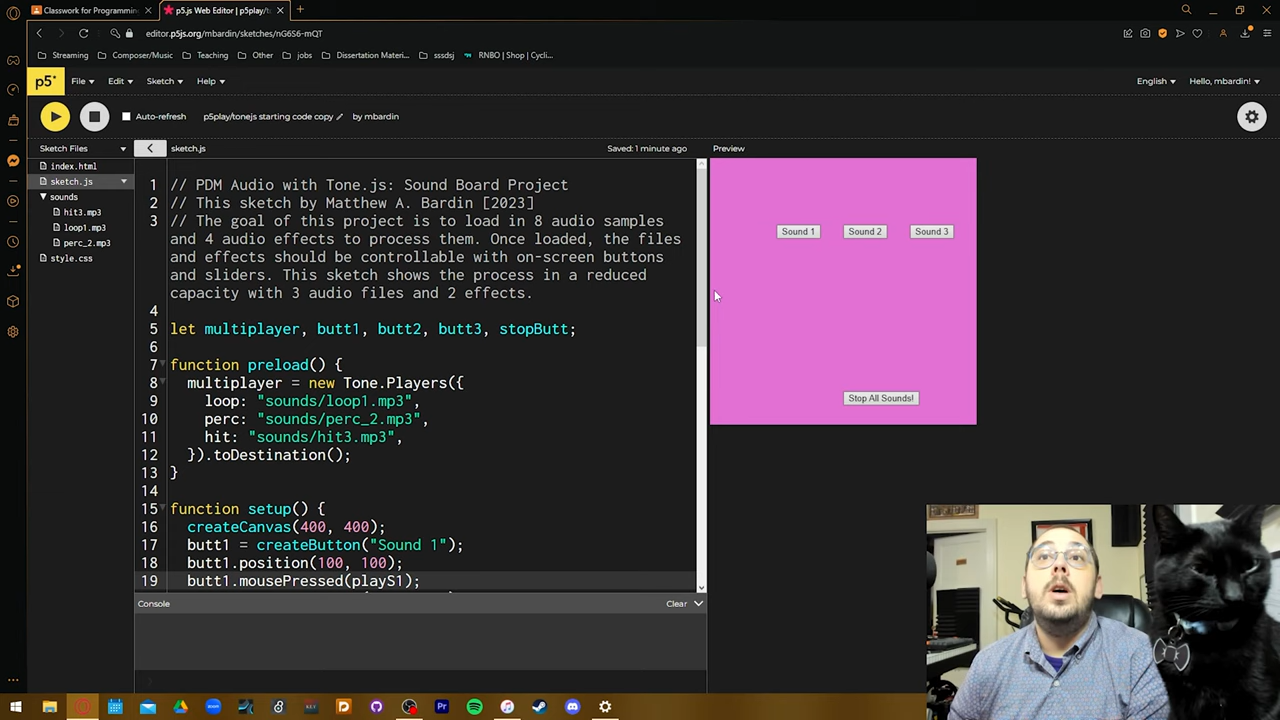 Classwork for Programmin
p5.js Web Editor | p5play/to
editor.p5js.org/mbardin/sketches/nG6S6-mQT
Streaming
Composer/Music
Teaching
Other
jobs
Dissertation Materi...
sssdsj
RNBO | Shop | Cycli...
p5*
File
Edit
Sketch
Help
English
Hello, mbardin!
Auto-refresh
p5play/tonejs starting code copy
by mbardin
Sketch Files
sketch.js
Saved: 1 minute ago
Preview
index.html
sketch.js
sounds
hit3.mp3
loop1.mp3
perc_2.mp3
style.css
1 // PDM Audio with Tone.js: Sound Board Project
2 // This sketch by Matthew A. Bardin [2023]
3 // The goal of this project is to load in 8 audio samples
and 4 audio effects to process them. Once loaded, the files
and effects should be controllable with on-screen buttons
and sliders. This sketch shows the process in a reduced
capacity with 3 audio files and 2 effects.
4
5 let multiplayer, butt1, butt2, butt3, stopButt;
6
7 function preload() {
8 multiplayer = new Tone.Players({
9 loop: "sounds/loop1.mp3",
10 perc: "sounds/perc_2.mp3",
11 hit: "sounds/hit3.mp3",
12 }).toDestination();
13 }
14
15 function setup() {
16 createCanvas(400, 400);
17 butt1 = createButton("Sound 1");
18 butt1.position(100, 100);
19 butt1.mousePressed(playS1);
Sound 1
Sound 2
Sound 3
Stop All Sounds!
Console
Clear